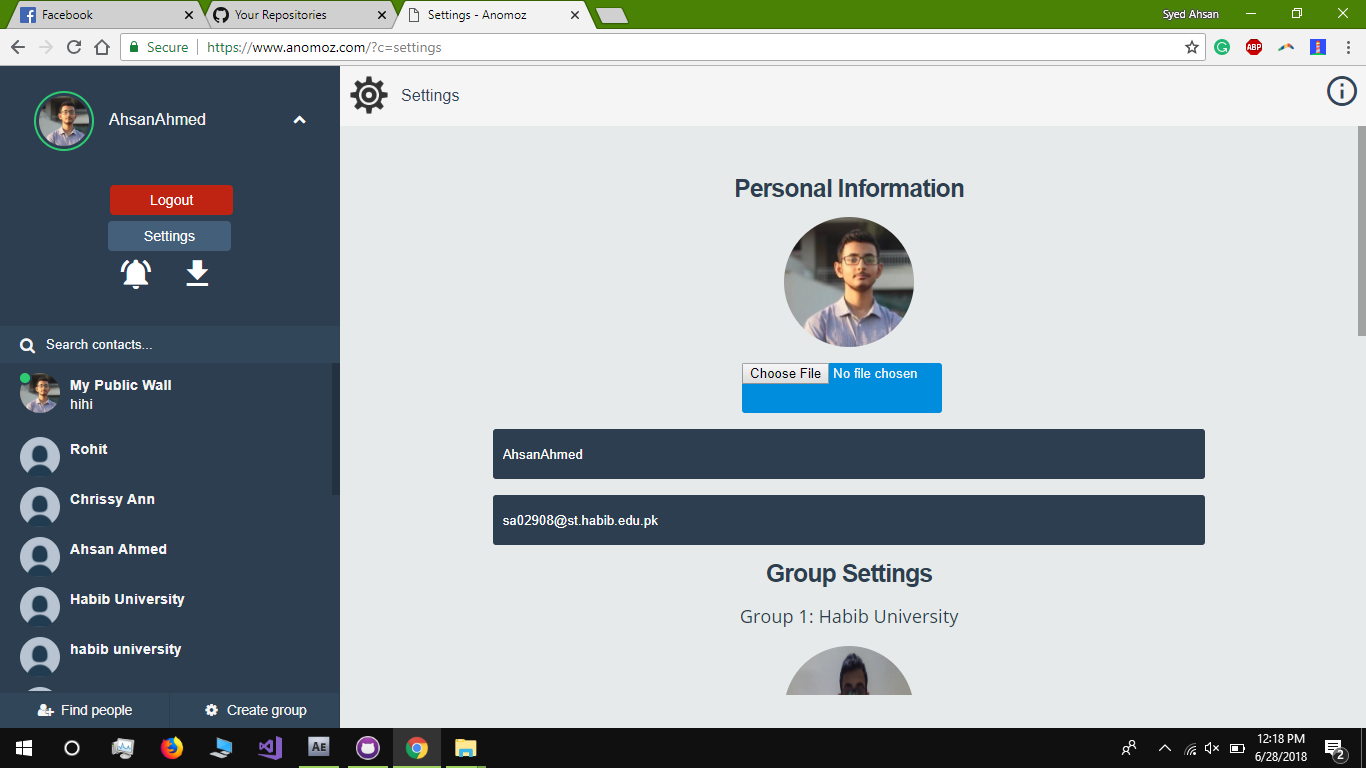 Facebook
Your Repositories
Settings - Anomoz
Syed Ahsan
Secure
https://www.anomoz.com/?c=settings
ABP
AhsanAhmed
Logout
Settings
Search contacts...
My Public Wall
hihi
Rohit
Chrissy Ann
Ahsan Ahmed
Habib University
habib university
Find people
Create group
Settings
Personal Information
Choose File No file chosen
AhsanAhmed
sa02908@st.habib.edu.pk
Group Settings
Group 1: Habib University
Ae
12:18 PM
6/28/2018
2